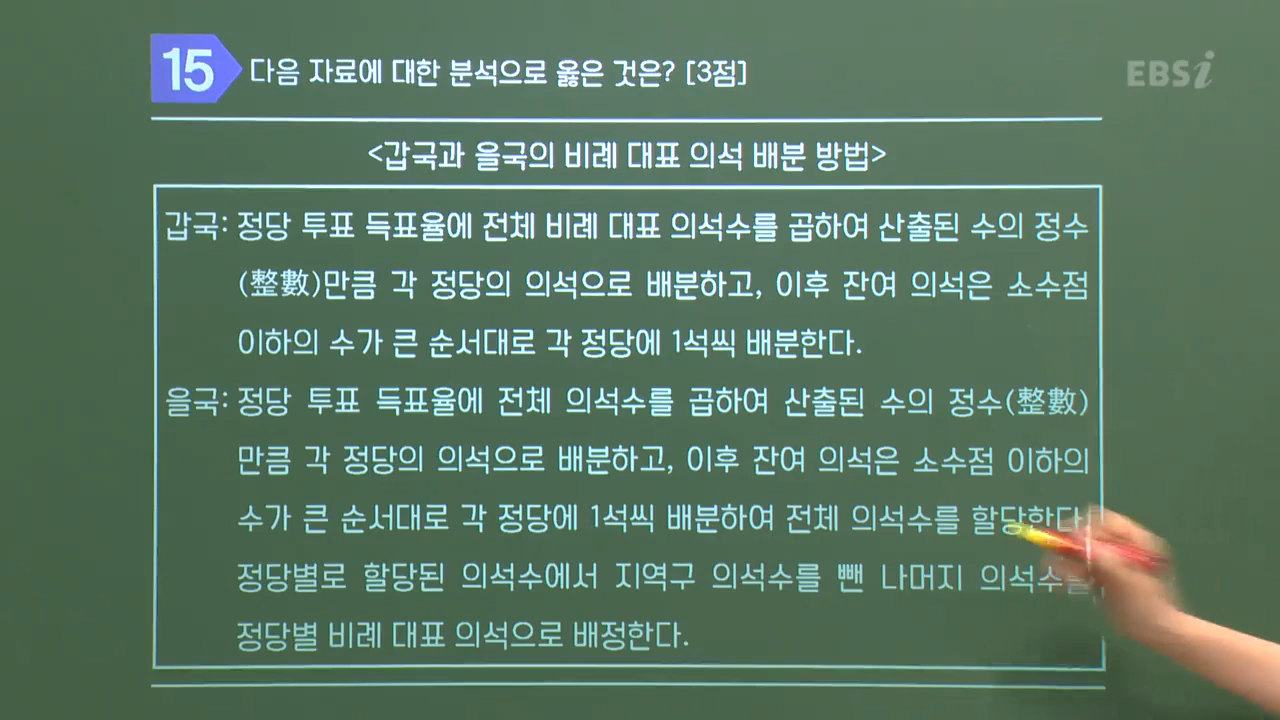 15 다음 자료에 대한 분석으로 옳은 것은? [3점]
EBSi
<갑국과 을국의 비례 대표 의석 배분 방법>
갑국: 정당 투표 득표율에 전체 비례 대표 의석수를 곱하여 산출된 수의 정수
(整數)만큼 각 정당의 의석으로 배분하고, 이후 잔여 의석은 소수점
이하의 수가 큰 순서대로 각 정당에 1석씩 배분한다.
을국: 정당 투표 득표율에 전체 의석수를 곱하여 산출된 수의 정수(整數)
만큼 각 정당의 의석으로 배분하고, 이후 잔여 의석은 소수점 이하의
수가 큰 순서대로 각 정당에 1석씩 배분하여 전체 의석수를 할당한다.
정당별로 할당된 의석수에서 지역구 의석수를 뺀 나머지 의석수를
정당별 비례 대표 의석으로 배정한다.